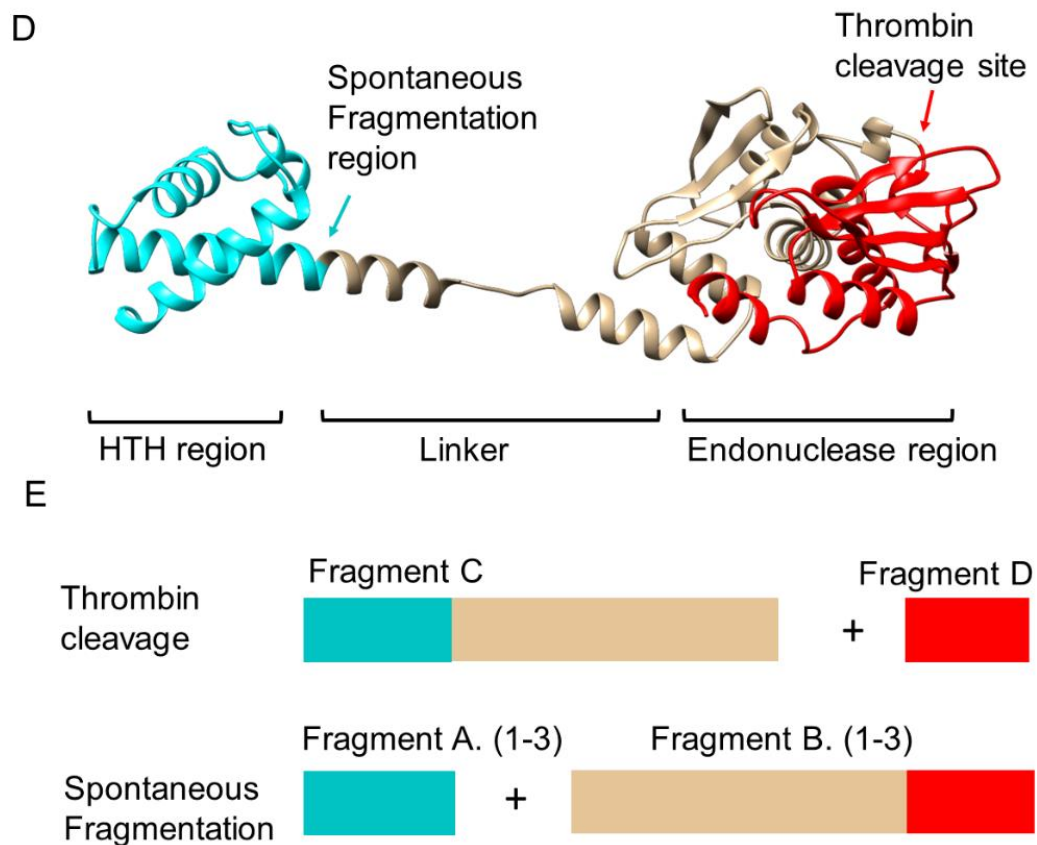 D
Thrombin
cleavage site
Spontaneous
Fragmentation
region
HTH region
Linker
Endonuclease region
E
Thrombin
cleavage
Fragment C
+
Fragment D
Spontaneous
Fragmentation
Fragment A. (1-3)
+
Fragment B. (1-3)